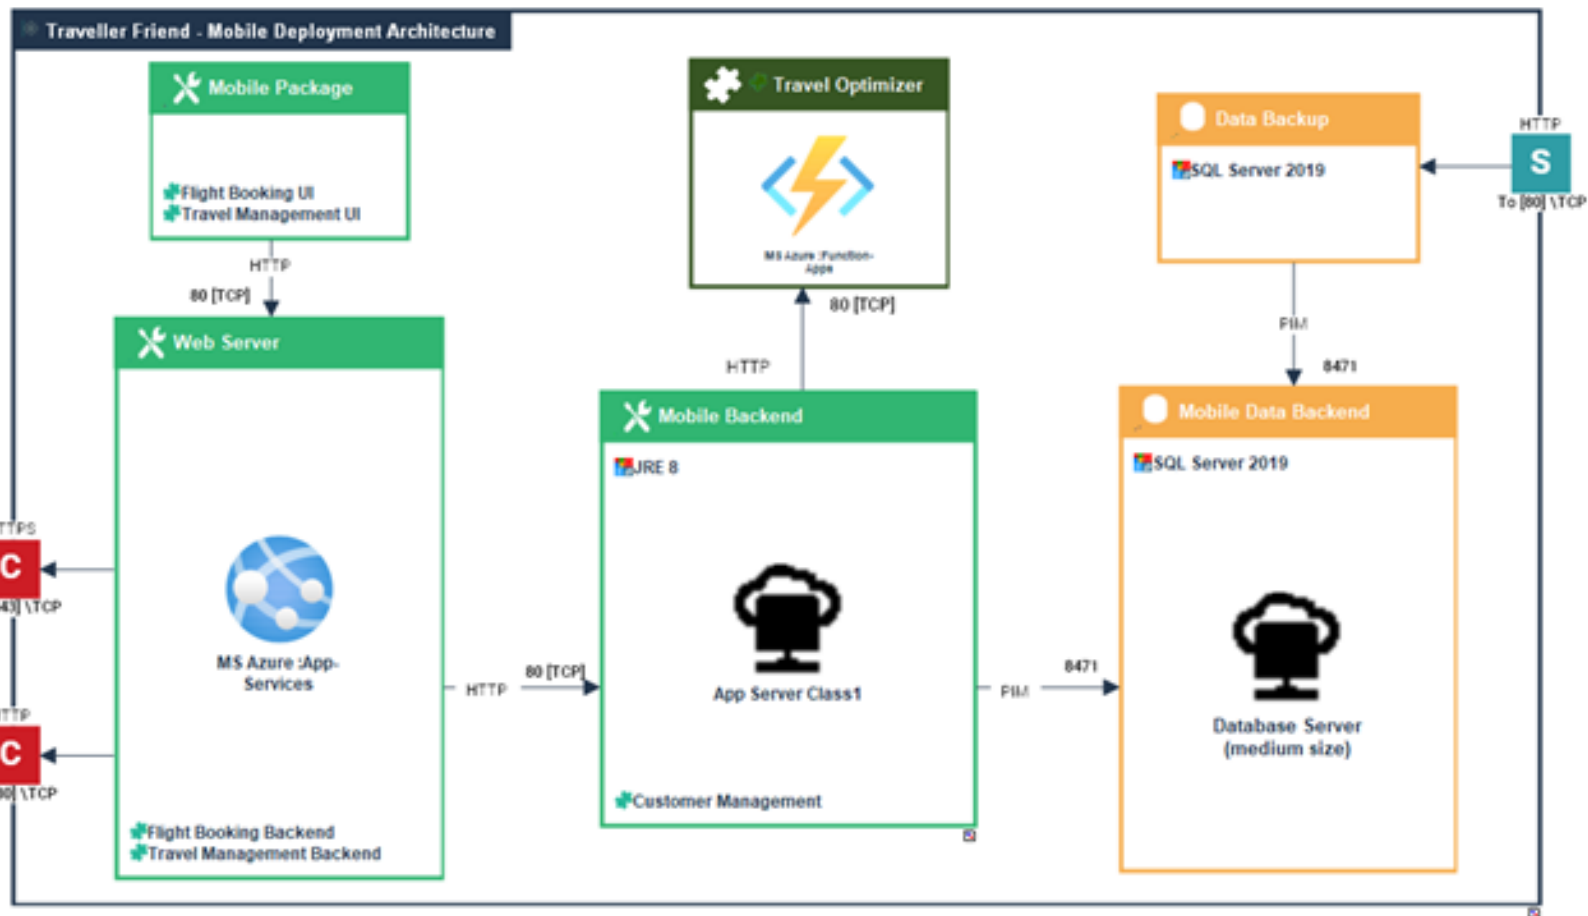 Traveller Friend - Mobile Deployment Architecture
Mobile Package
Flight Booking UI
Travel Management UI
HTTP
80 [TCP]
Web Server
MS Azure :App-
Services
Flight Booking Backend
Travel Management Backend
TTPS
C
43] \TCP
TTP
C
\TCP
HTTP
80 [TCP]
Travel Optimizer
MS Azure :Function-
Apps
80 [TCP]
HTTP
Mobile Backend
JRE 8
App Server Class1
Customer Management
PIM
8471
Data Backup
SQL Server 2019
HTTP
S
To [80] \TCP
PIM
8471
Mobile Data Backend
SQL Server 2019
Database Server
(medium size)